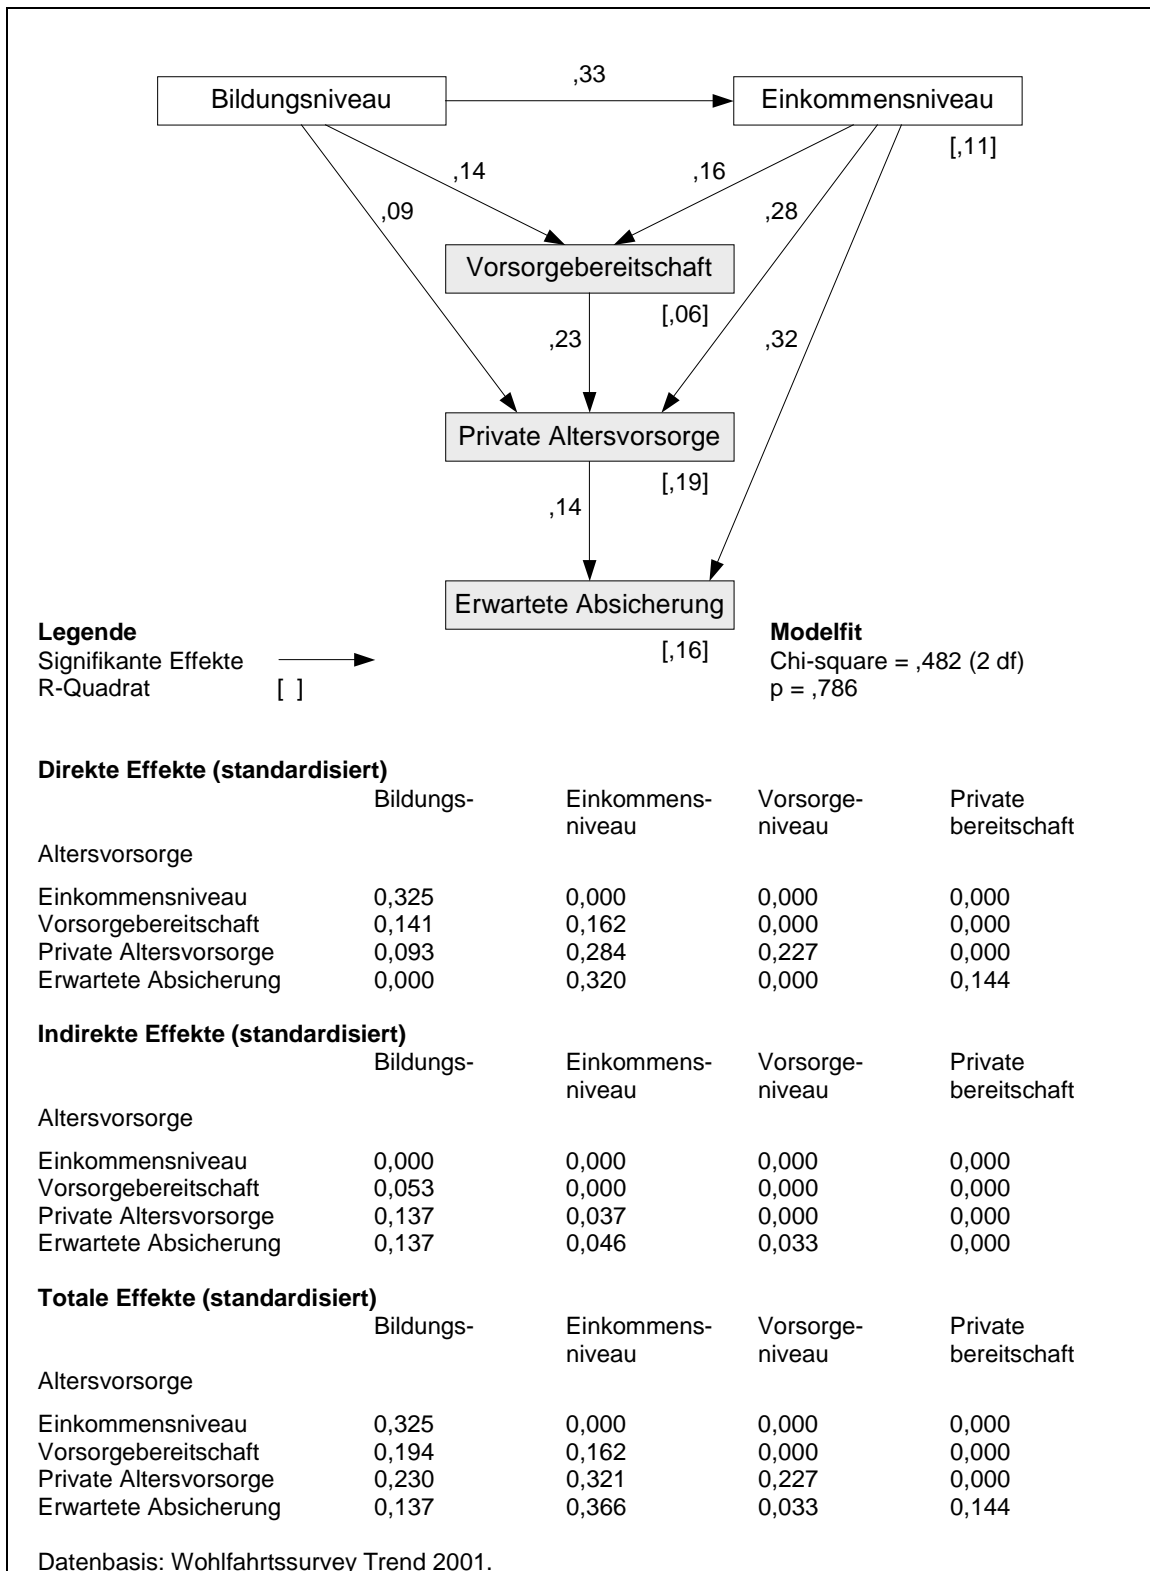 ,33
Bildungsniveau Einkommensniveau
[,11]
,14 ,16
,09 ,28
Vorsorgebereitschaft
[,06]
,23 ,32
Private Altersvorsorge
[,19]
,14
Erwartete Absicherung
[,16]
Legende
Signifikante Effekte
R-Quadrat [ ]
Modelfit
Chi-square = ,482 (2 df)
p = ,786
Direkte Effekte (standardisiert)
Bildungs- Einkommens- Vorsorge- Private
niveau niveau bereitschaft
Altersvorsorge
Einkommensniveau 0,325 0,000 0,000 0,000
Vorsorgebereitschaft 0,141 0,162 0,000 0,000
Private Altersvorsorge 0,093 0,284 0,227 0,000
Erwartete Absicherung 0,000 0,320 0,000 0,144
Indirekte Effekte (standardisiert)
Bildungs- Einkommens- Vorsorge- Private
niveau niveau bereitschaft
Altersvorsorge
Einkommensniveau 0,000 0,000 0,000 0,000
Vorsorgebereitschaft 0,053 0,000 0,000 0,000
Private Altersvorsorge 0,137 0,037 0,000 0,000
Erwartete Absicherung 0,137 0,046 0,033 0,000
Totale Effekte (standardisiert)
Bildungs- Einkommens- Vorsorge- Private
niveau niveau bereitschaft
Altersvorsorge
Einkommensniveau 0,325 0,000 0,000 0,000
Vorsorgebereitschaft 0,194 0,162 0,000 0,000
Private Altersvorsorge 0,230 0,321 0,227 0,000
Erwartete Absicherung 0,137 0,366 0,033 0,144
Datenbasis: Wohlfahrtssurvey Trend 2001.